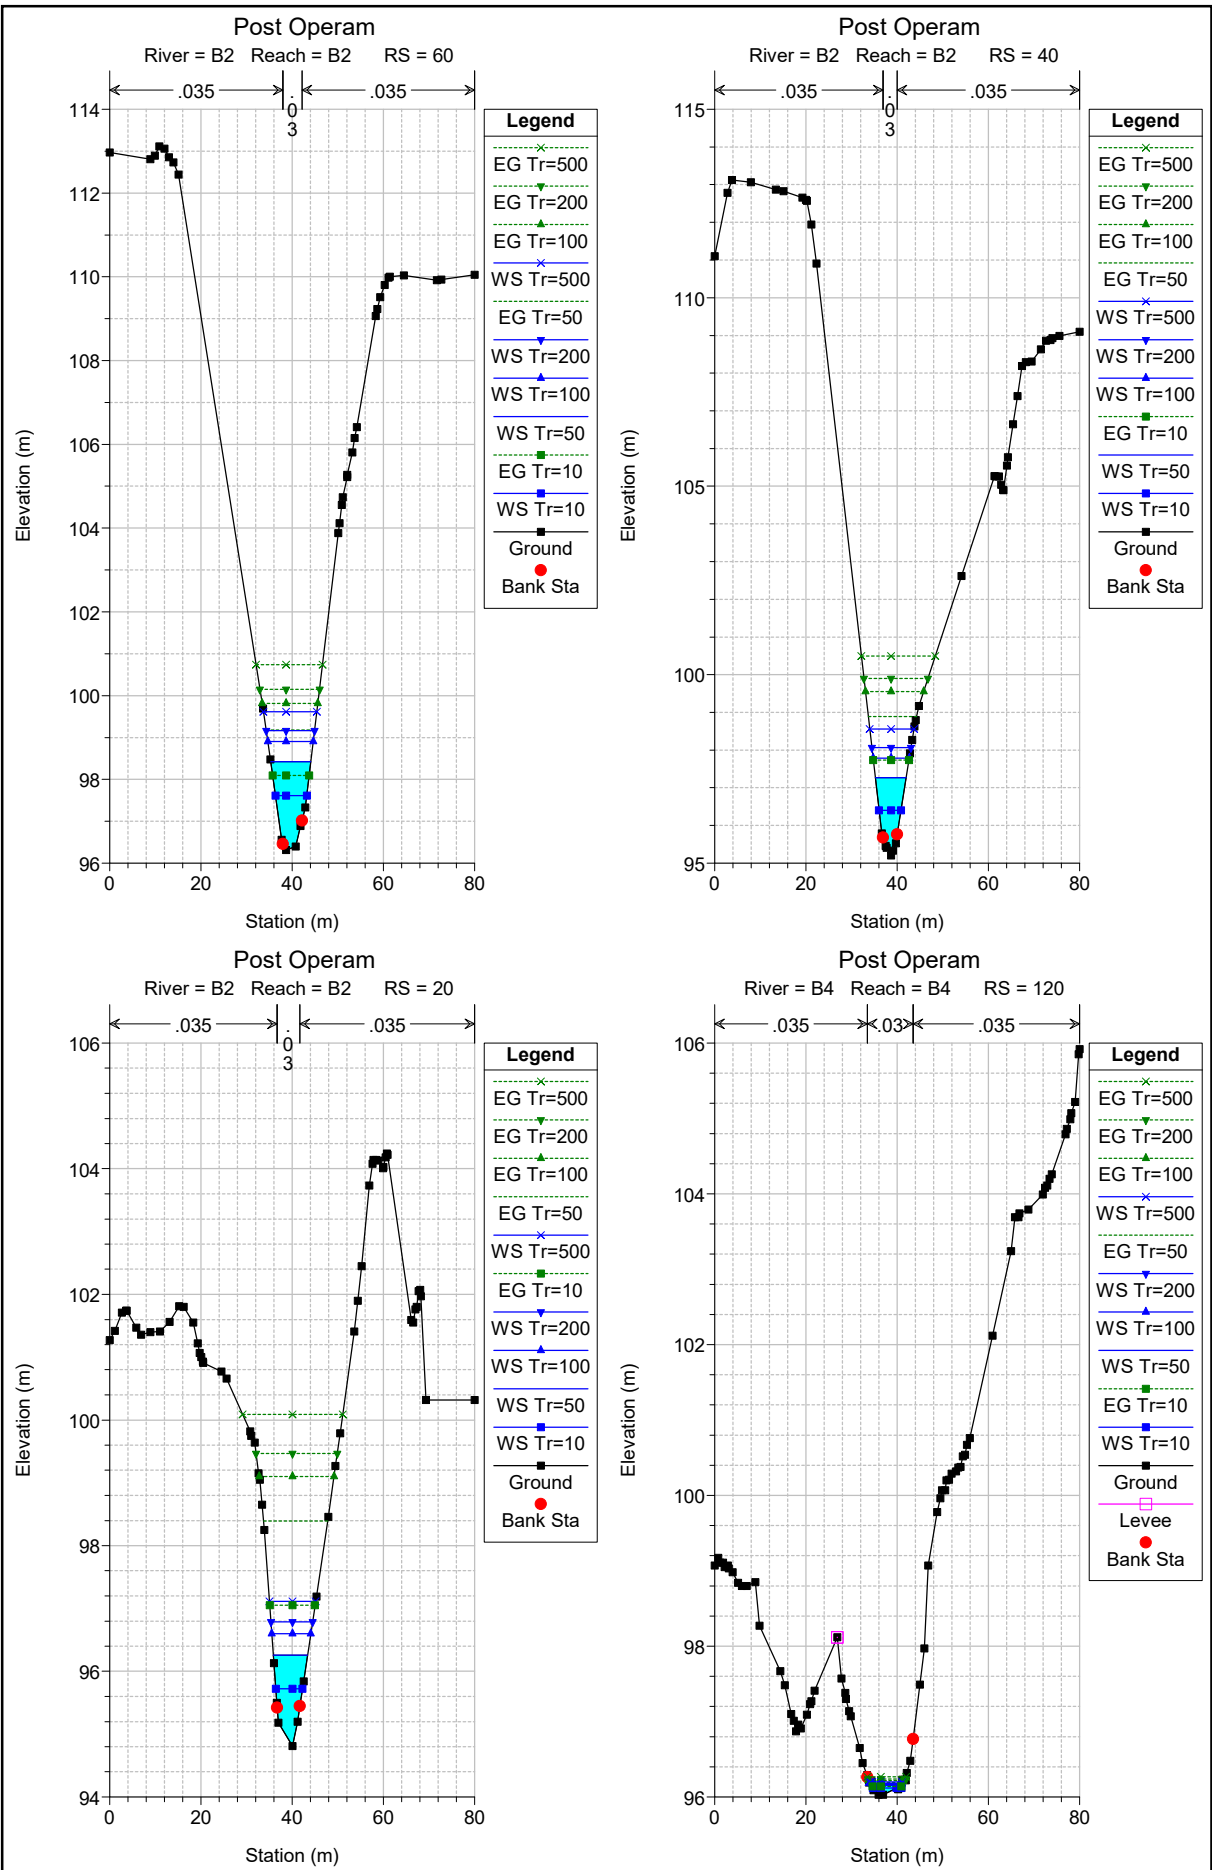 Post Operam
River = B2 Reach = B2 RS = 60
.035
.03
.035
114
112
110
108
106
104
102
100
98
96
0
20
40
60
80
Elevation (m)
Station (m)
Legend
EG Tr=500
EG Tr=200
EG Tr=100
WS Tr=500
EG Tr=50
WS Tr=200
WS Tr=100
WS Tr=50
EG Tr=10
WS Tr=10
Ground
Bank Sta
Post Operam
River = B2 Reach = B2 RS = 40
.035
.03
.035
115
110
105
100
95
0
20
40
60
80
Elevation (m)
Station (m)
Legend
EG Tr=500
EG Tr=200
EG Tr=100
EG Tr=50
WS Tr=500
WS Tr=200
WS Tr=100
EG Tr=10
WS Tr=50
WS Tr=10
Ground
Bank Sta
Post Operam
River = B2 Reach = B2 RS = 20
.035
.03
.035
106
104
102
100
98
96
94
0
20
40
60
80
Elevation (m)
Station (m)
Legend
EG Tr=500
EG Tr=200
EG Tr=100
EG Tr=50
WS Tr=500
EG Tr=10
WS Tr=200
WS Tr=100
WS Tr=50
WS Tr=10
Ground
Bank Sta
Post Operam
River = B4 Reach = B4 RS = 120
.035
.03
.035
106
104
102
100
98
96
0
20
40
60
80
Elevation (m)
Station (m)
Legend
EG Tr=500
EG Tr=200
EG Tr=100
WS Tr=500
EG Tr=50
WS Tr=200
WS Tr=100
WS Tr=50
EG Tr=10
WS Tr=10
Ground
Levee
Bank Sta